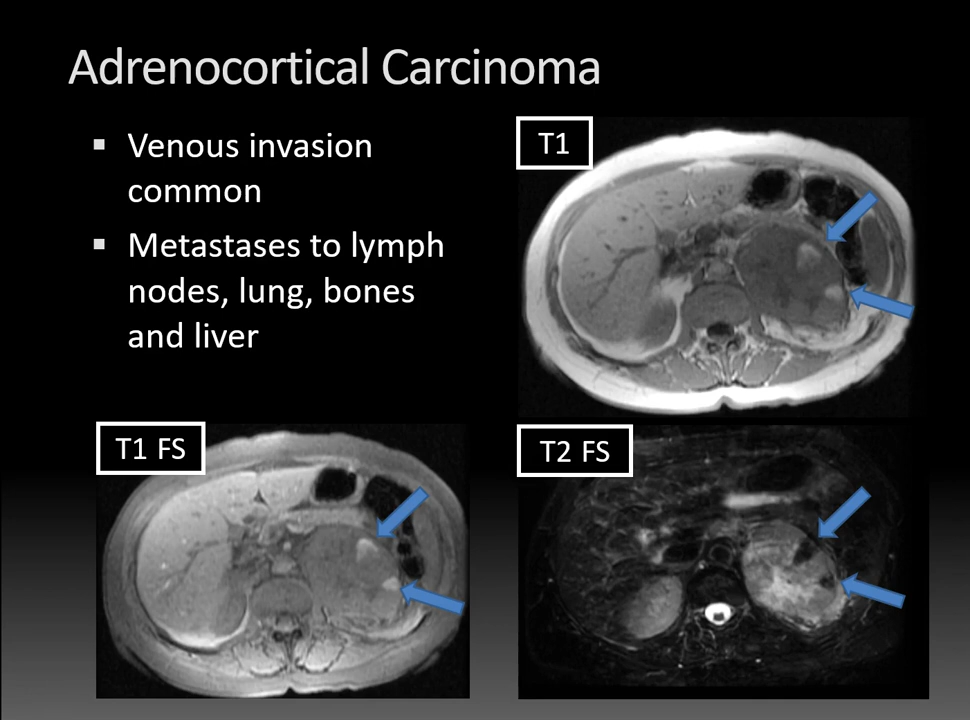 Adrenocortical Carcinoma
▪ Venous invasion
common
▪ Metastases to lymph
nodes, lung, bones
and liver
T1
T1 FS
T2 FS